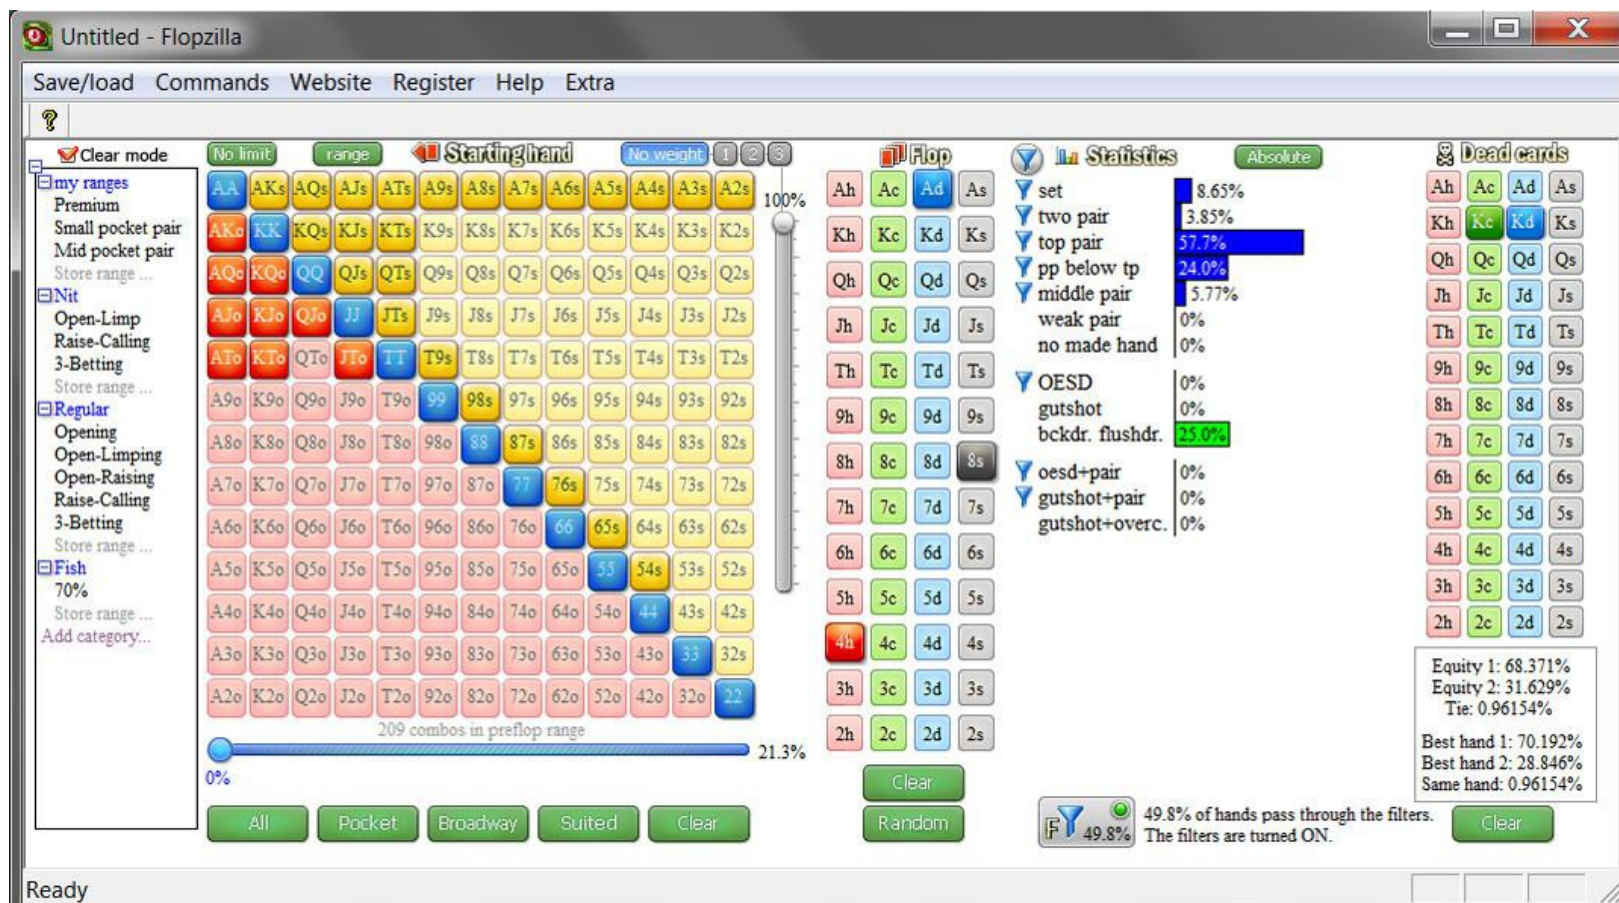 Untitled - Flopzilla
Save/load Commands Website Register Help Extra
?
Clear mode
my ranges
Premium
Small pocket pair
Mid pocket pair
Store range ...
Nit
Open-Limp
Raise-Calling
3-Betting
Store range ...
Regular
Opening
Open-Limping
Open-Raising
Raise-Calling
3-Betting
Store range ...
Fish
70%
Store range ...
Add category...
No limit range Starting hand No weight 1 2 3
AA AKs AQs AJs ATs A9s A8s A7s A6s A5s A4s A3s A2s
AKo KK KQs KJs KTs K9s K8s K7s K6s K5s K4s K3s K2s
AQo KQo QQ QJs QTs Q9s Q8s Q7s Q6s Q5s Q4s Q3s Q2s
AJo KJo QJo JJ JTs J9s J8s J7s J6s J5s J4s J3s J2s
ATo KTo QTo JTo TT T9s T8s T7s T6s T5s T4s T3s T2s
A9o K9o Q9o J9o T9o 99 98s 97s 96s 95s 94s 93s 92s
A8o K8o Q8o J8o T8o 98o 88 87s 86s 85s 84s 83s 82s
A7o K7o Q7o J7o T7o 97o 87o 77 76s 75s 74s 73s 72s
A6o K6o Q6o J6o T6o 96o 86o 76o 66 65s 64s 63s 62s
A5o K5o Q5o J5o T5o 95o 85o 75o 65o 55 54s 53s 52s
A4o K4o Q4o J4o T4o 94o 84o 74o 64o 54o 44 43s 42s
A3o K3o Q3o J3o T3o 93o 83o 73o 63o 53o 43o 33 32s
A2o K2o Q2o J2o T2o 92o 82o 72o 62o 52o 42o 32o 22
100%
209 combos in preflop range
21.3%
0%
All Pocket Broadway Suited Clear
Flop
Ah Ac Ad As
Kh Kc Kd Ks
Qh Qc Qd Qs
Jh Jc Jd Js
Th Tc Td Ts
9h 9c 9d 9s
8h 8c 8d 8s
7h 7c 7d 7s
6h 6c 6d 6s
5h 5c 5d 5s
4h 4c 4d 4s
3h 3c 3d 3s
2h 2c 2d 2s
Clear
Random
Statistics Absolute
set 8.65%
two pair 3.85%
top pair 57.7%
pp below tp 24.0%
middle pair 5.77%
weak pair 0%
no made hand 0%
OESD 0%
gutshot 0%
bckdr. flushdr. 25.0%
oesd+pair 0%
gutshot+pair 0%
gutshot+overc. 0%
F 49.8%
49.8% of hands pass through the filters.
The filters are turned ON.
Dead cards
Ah Ac Ad As
Kh Kc Kd Ks
Qh Qc Qd Qs
Jh Jc Jd Js
Th Tc Td Ts
9h 9c 9d 9s
8h 8c 8d 8s
7h 7c 7d 7s
6h 6c 6d 6s
5h 5c 5d 5s
4h 4c 4d 4s
3h 3c 3d 3s
2h 2c 2d 2s
Equity 1: 68.371%
Equity 2: 31.629%
Tie: 0.96154%
Best hand 1: 70.192%
Best hand 2: 28.846%
Same hand: 0.96154%
Clear
Ready